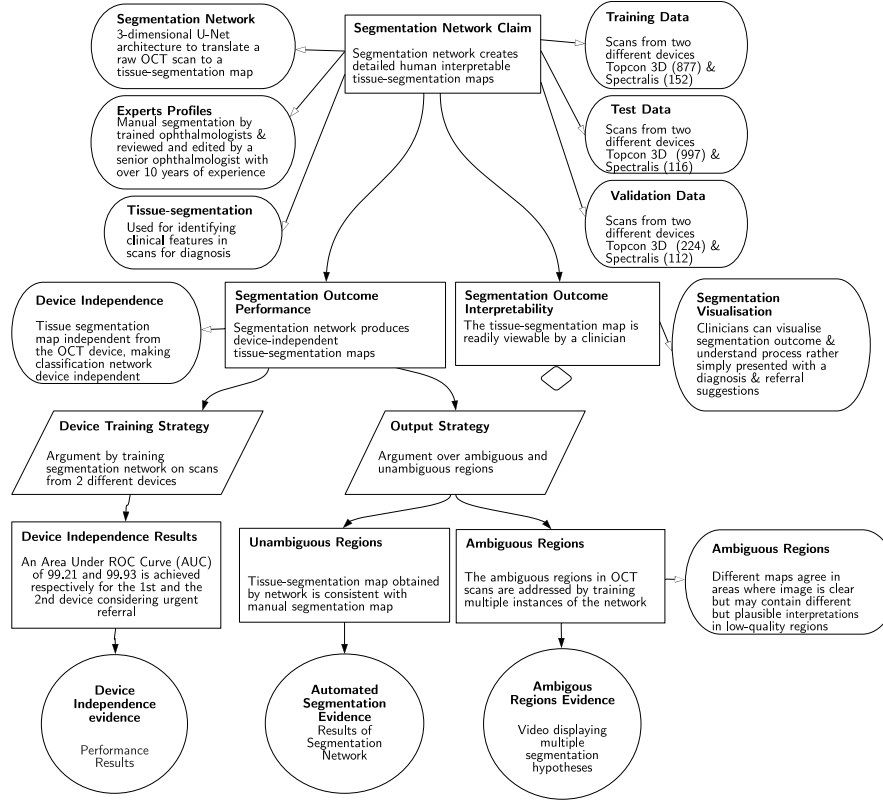 Segmentation Network
3-dimensional U-Net
architecture to translate a
raw OCT scan to a
tissue-segmentation map
Segmentation Network Claim
Segmentation network creates
detailed human interpretable
tissue-segmentation maps
Training Data
Scans from two
different devices
Topcon 3D (877) &
Spectralis (152)
Experts Profiles
Manual segmentation by
trained ophthalmologists &
reviewed and edited by a
senior ophthalmologist with
over 10 years of experience
Test Data
Scans from two
different devices
Topcon 3D (997) &
Spectralis (116)
Tissue-segmentation
Used for identifying
clinical features in
scans for diagnosis
Validation Data
Scans from two
different devices
Topcon 3D (224) &
Spectralis (112)
Device Independence
Tissue segmentation
map independent from
the OCT device, making
classification network
device independent
Segmentation Outcome
Performance
Segmentation network produces
device-independent
tissue-segmentation maps
Segmentation Outcome
Interpretability
The tissue-segmentation map is
readily viewable by a clinician
Segmentation
Visualisation
Clinicians can visualise
segmentation outcome &
understand process rather
simply presented with a
diagnosis & referral
suggestions
Device Training Strategy
Argument by training
segmentation network on scans
from 2 different devices
Output Strategy
Argument over ambiguous and
unambiguous regions
Device Independence Results
An Area Under ROC Curve (AUC)
of 99.21 and 99.93 is achieved
respectively for the 1st and the
2nd device considering urgent
referral
Unambiguous Regions
Tissue-segmentation map obtained
by network is consistent with
manual segmentation map
Ambiguous Regions
The ambiguous regions in OCT
scans are addressed by training
multiple instances of the network
Ambiguous Regions
Different maps agree in
areas where image is clear
but may contain different
but plausible interpretations
in low-quality regions
Device
Independence
evidence
Performance
Results
Automated
Segmentation
Evidence
Results of
Segmentation
Network
Ambigous
Regions Evidence
Video displaying
multiple
segmentation
hypotheses